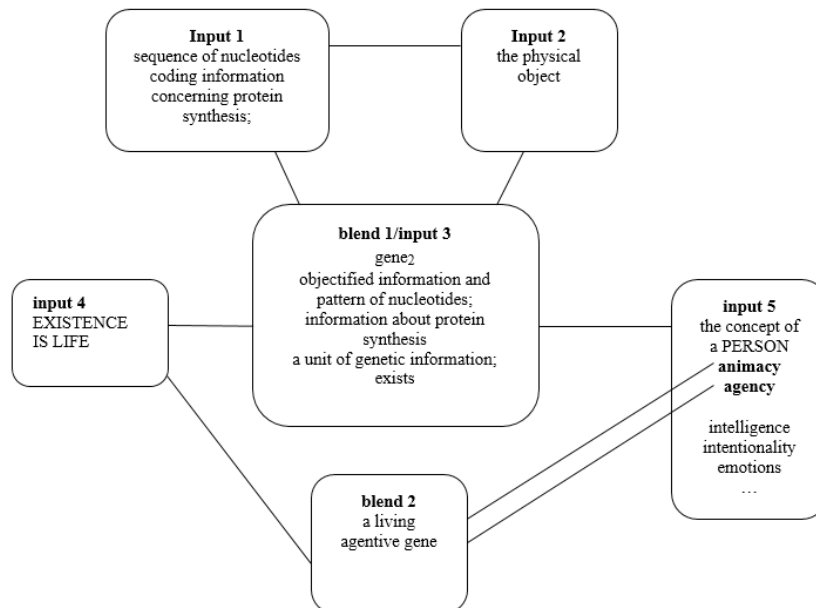 Input 1
sequence of nucleotides
coding information
concerning protein
synthesis;
Input 2
the physical
object
blend 1/input 3
gene₂
objectified information and
pattern of nucleotides;
information about protein
synthesis
a unit of genetic information;
exists
input 4
EXISTENCE
IS LIFE
input 5
the concept of
a PERSON
animacy
agency
intelligence
intentionality
emotions
…
blend 2
a living
agentive gene